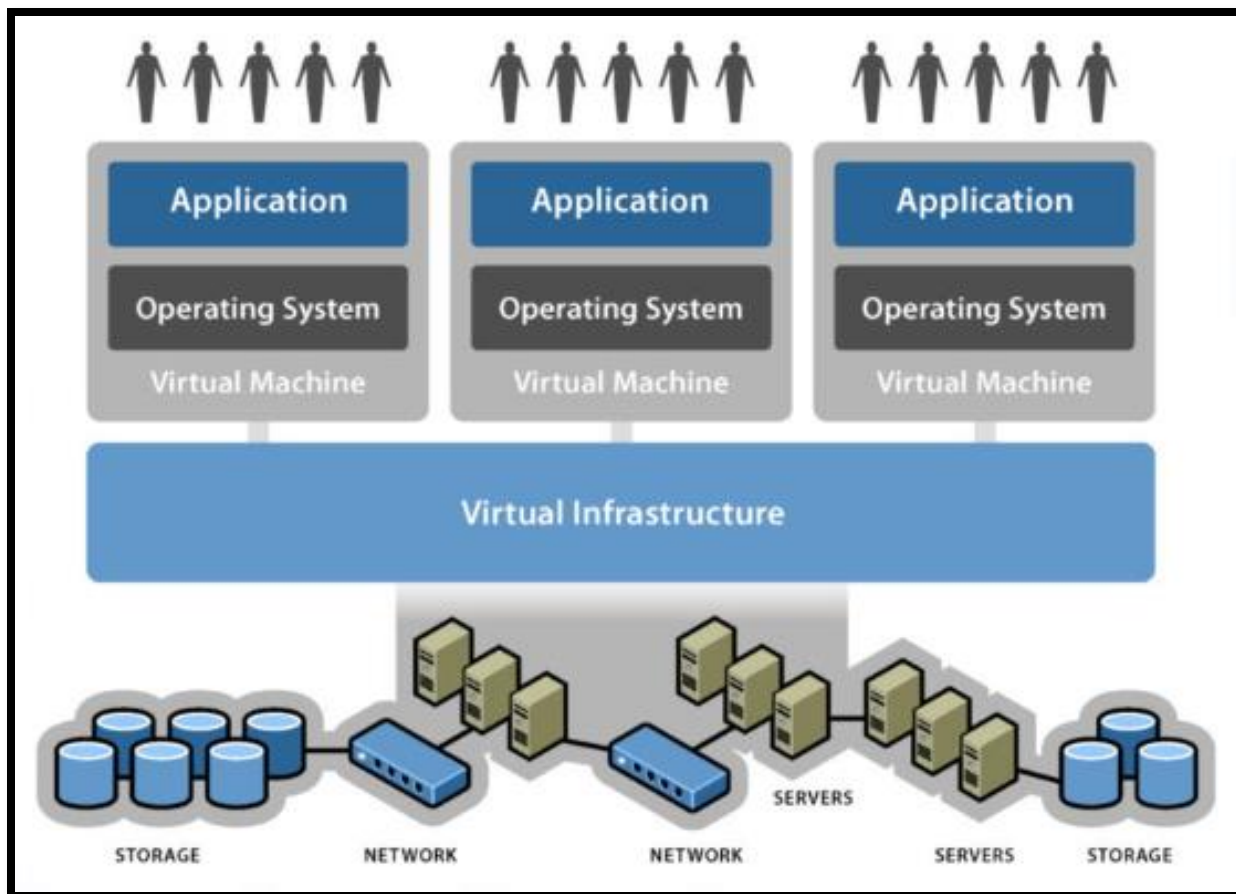 Application
Application
Application
Operating System
Operating System
Operating System
Virtual Machine
Virtual Machine
Virtual Machine
Virtual Infrastructure
SERVERS
STORAGE
NETWORK
NETWORK
SERVERS
STORAGE